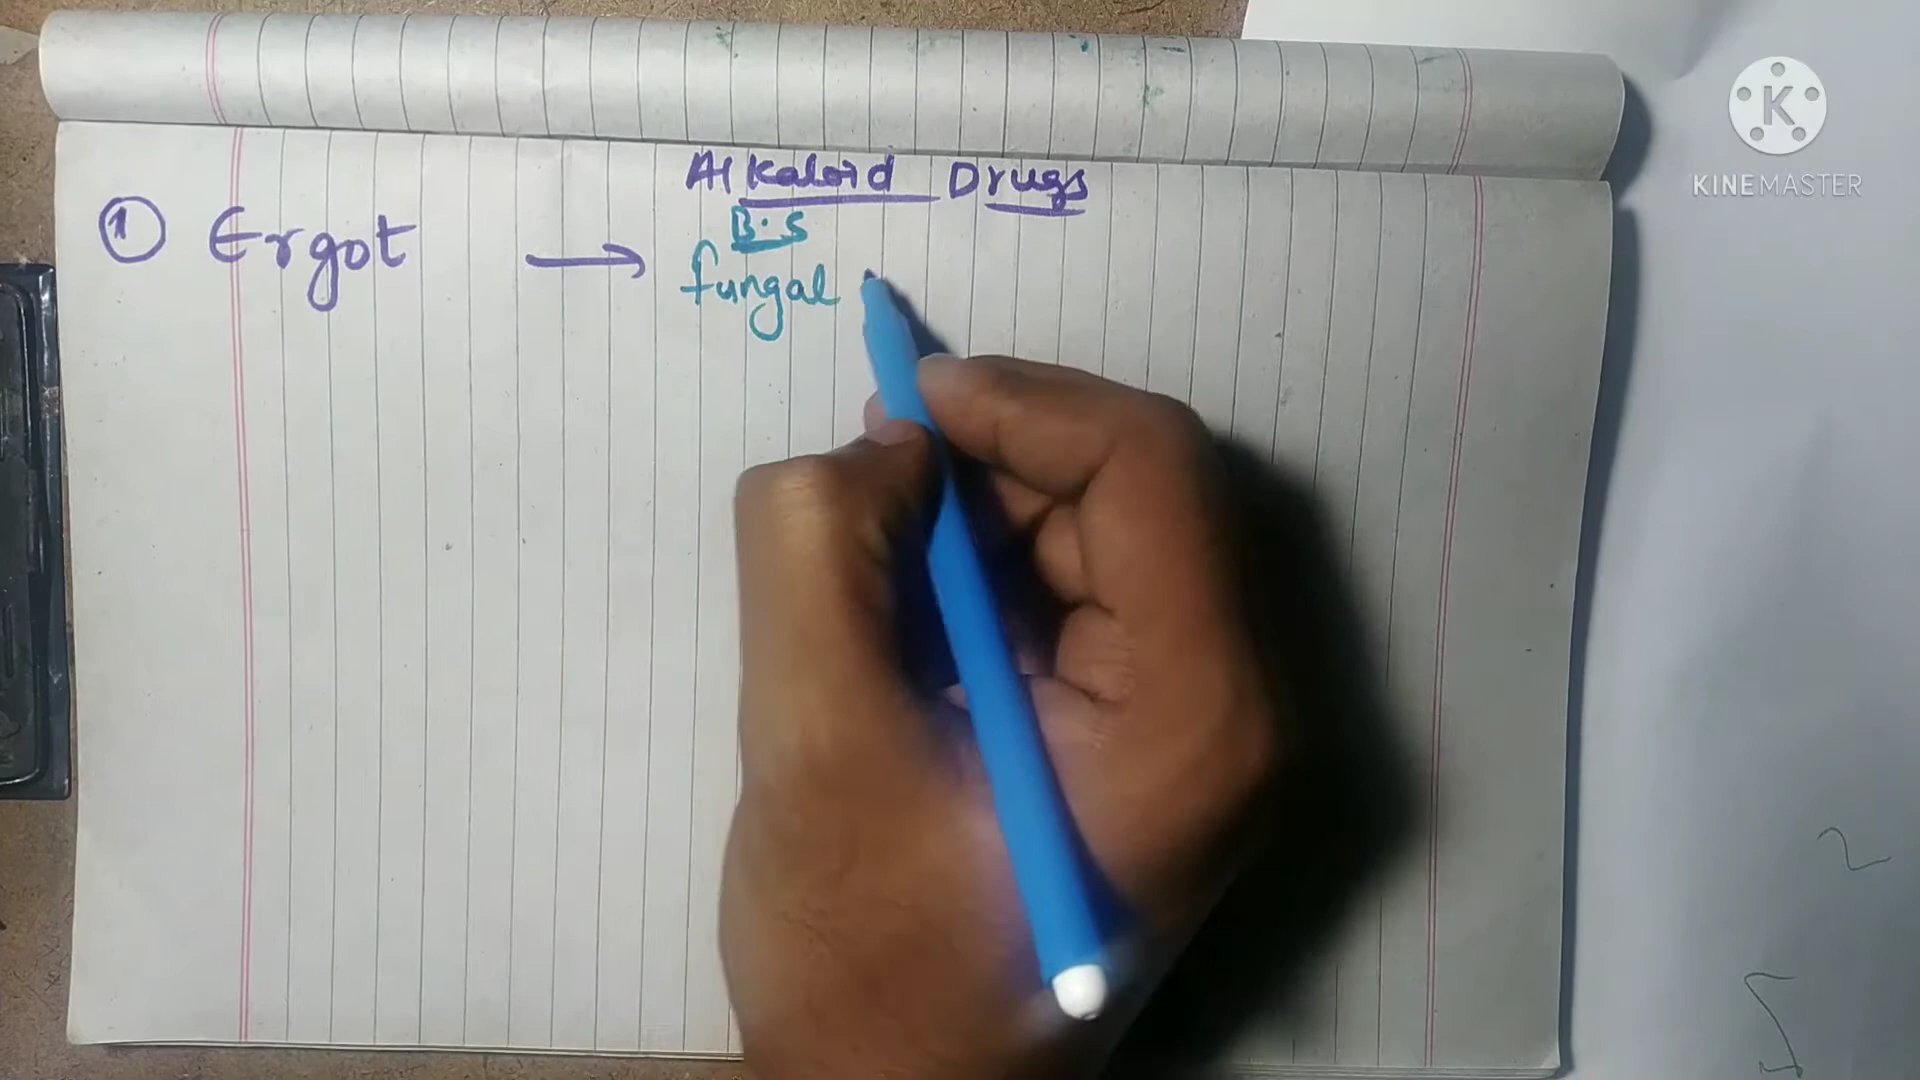 Alkaloid Drugs
① Ergot → B.S
fungal
K
KINEMASTER